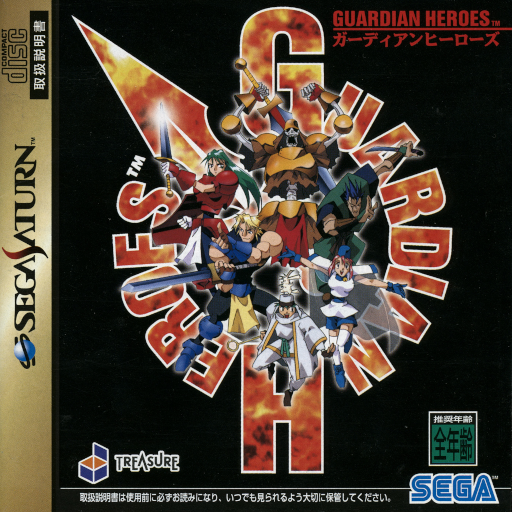 COMPACT
disc
取扱説明書
SEGA SATURN™
GUARDIAN HEROES™
ガーディアンヒーローズ
GUARDIAN
HEROES™
TREASURE
推奨年齢
全年齢
SEGA™
取扱説明書は使用前に必ずお読みになり、いつでも見られるよう大切に保管してください。